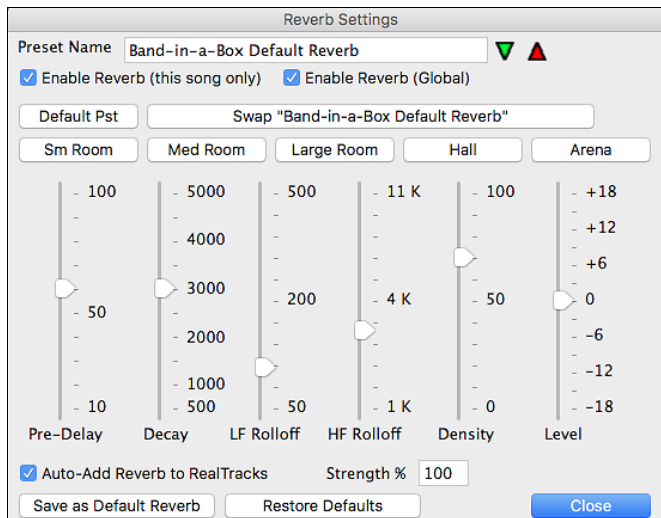 Reverb Settings
Preset Name Band-in-a-Box Default Reverb
Enable Reverb (this song only) Enable Reverb (Global)
Default Pst Swap "Band-in-a-Box Default Reverb"
Sm Room Med Room Large Room Hall Arena
100 5000 500 11 K 100 +18
+12
4000
+6
3000 200 4 K 50 0
50
2000 -6
-12
1000
10 500 50 1 K 0 -18
Pre-Delay Decay LF Rolloff HF Rolloff Density Level
Auto-Add Reverb to RealTracks Strength % 100
Save as Default Reverb Restore Defaults Close